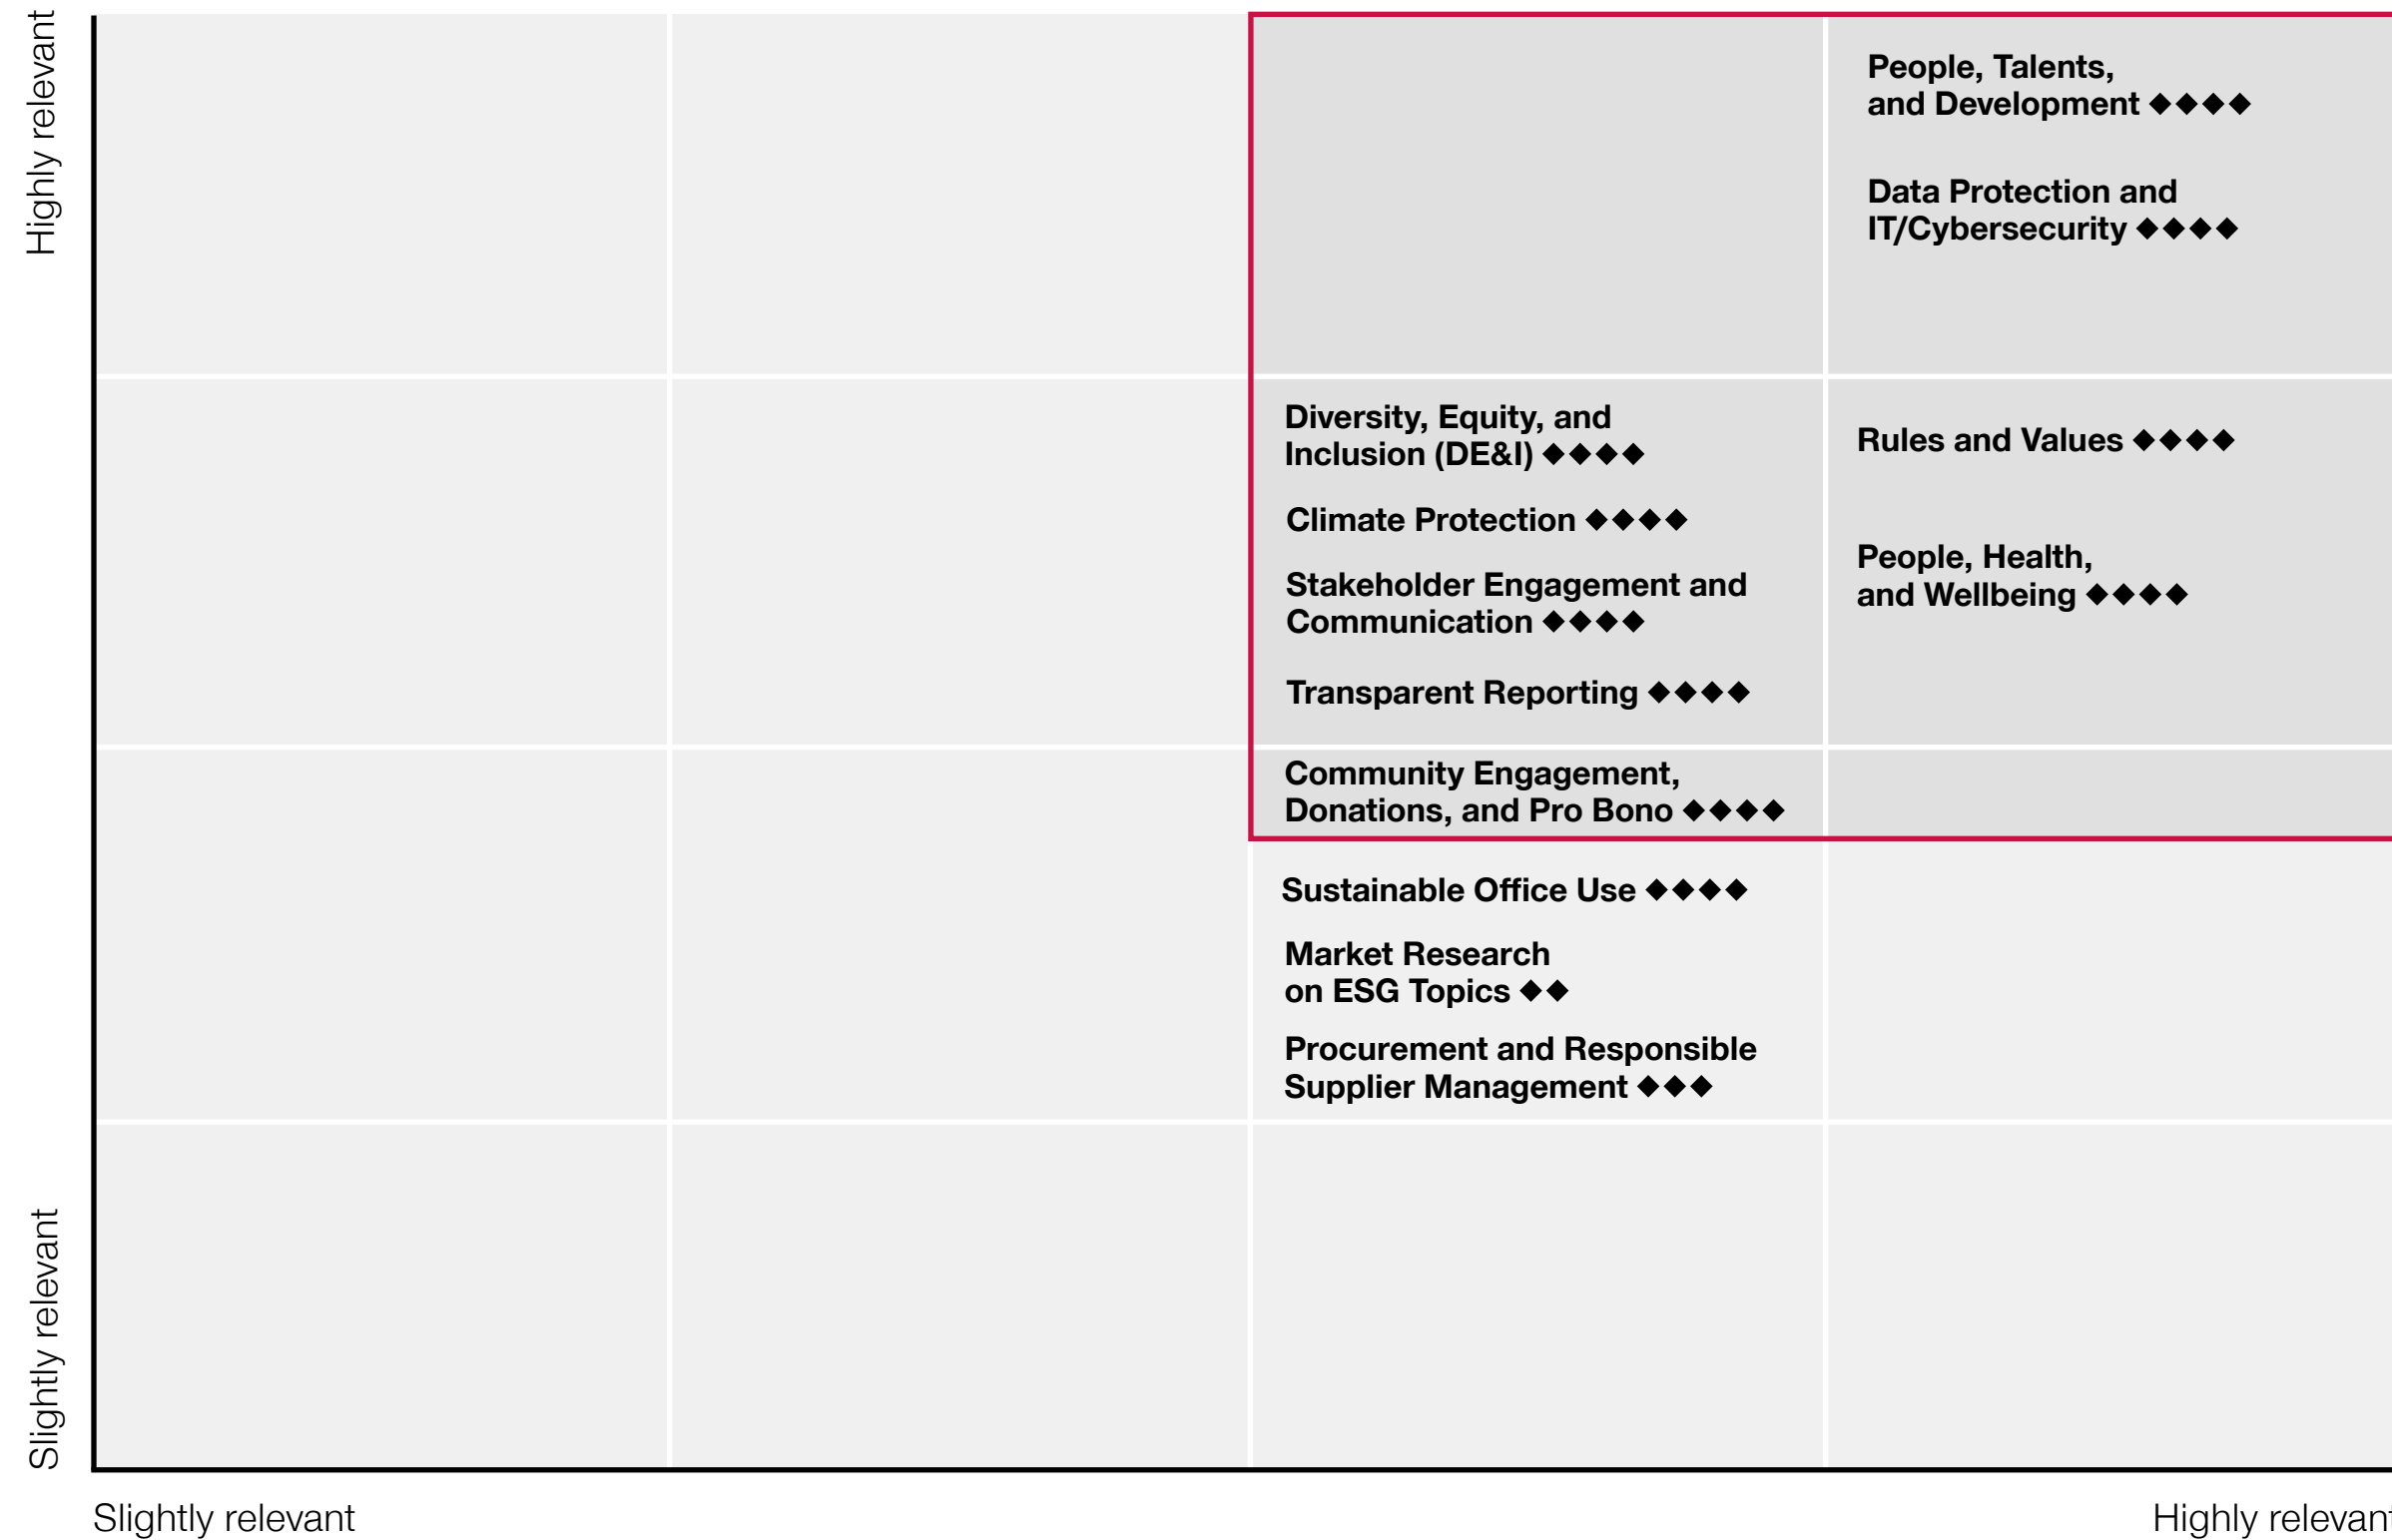 Highly relevant
People, Talents,
and Development ◆◆◆◆
Data Protection and
IT/Cybersecurity ◆◆◆◆
Diversity, Equity, and
Inclusion (DE&I) ◆◆◆◆
Climate Protection ◆◆◆◆
Stakeholder Engagement and
Communication ◆◆◆◆
Transparent Reporting ◆◆◆◆
Rules and Values ◆◆◆◆
People, Health,
and Wellbeing ◆◆◆◆
Community Engagement,
Donations, and Pro Bono ◆◆◆◆
Sustainable Office Use ◆◆◆◆
Market Research
on ESG Topics ◆◆
Procurement and Responsible
Supplier Management ◆◆◆
Slightly relevant
Slightly relevant
Highly relevant